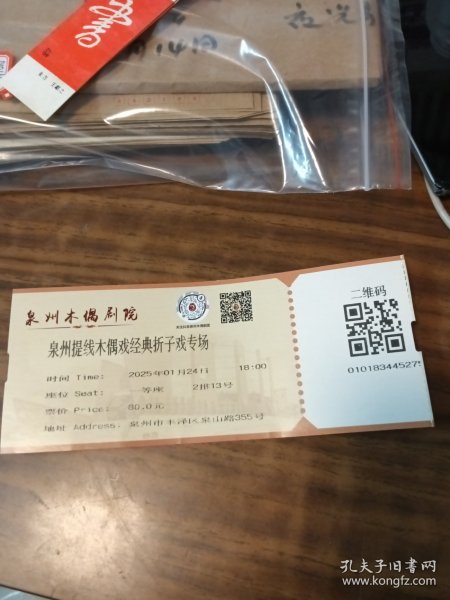 泉州木偶剧院
泉州提线木偶戏经典折子戏专场
时间 Time: 2025年01月24日 18:00
座位 Seat: 等座 2排13号
票价 Price: 80.0元
地址 Address: 泉州市丰泽区泉山路355号
二维码
010183445275
孔夫子旧书网
www.kongfz.com